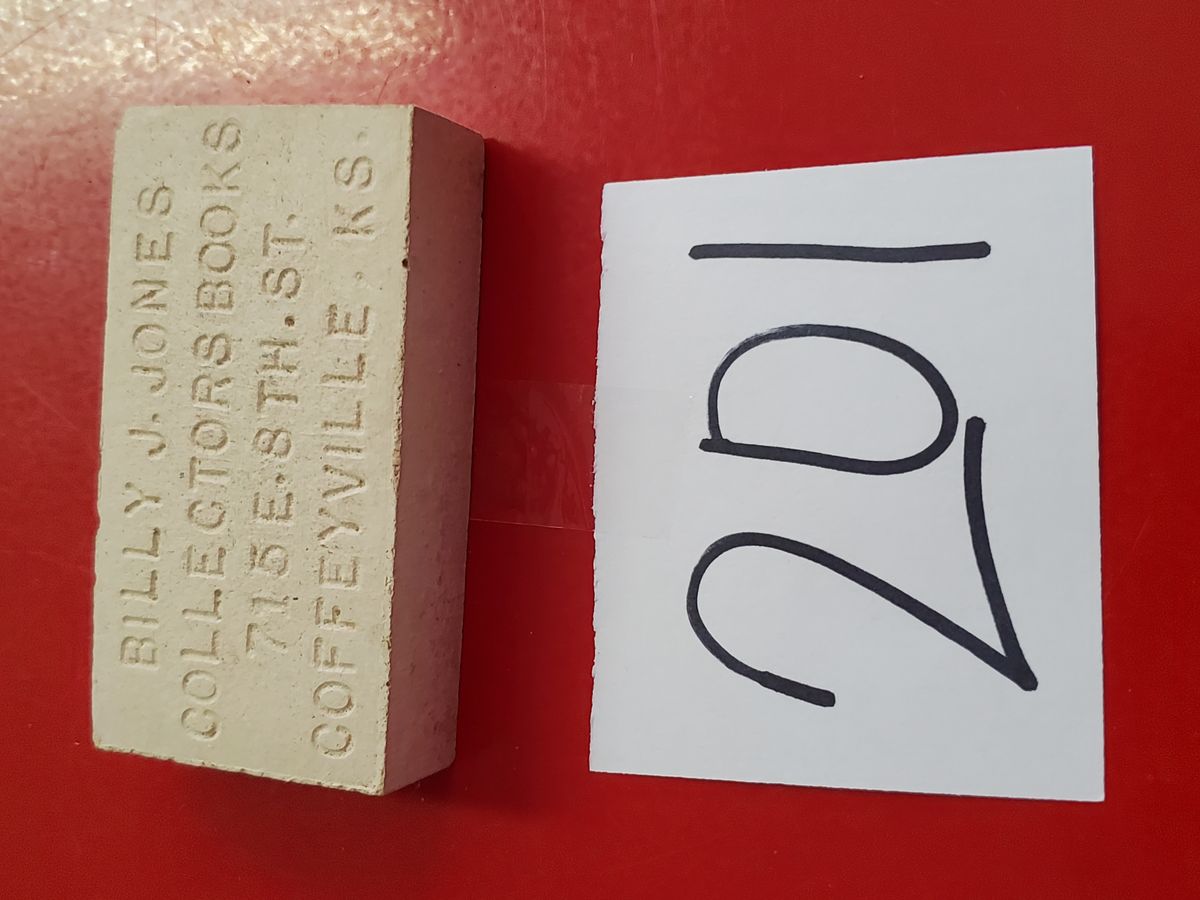 BILLY J. JONES
COLLECTORS BOOKS
715 E. 8TH. ST.
COFFEYVILLE, KS.
201